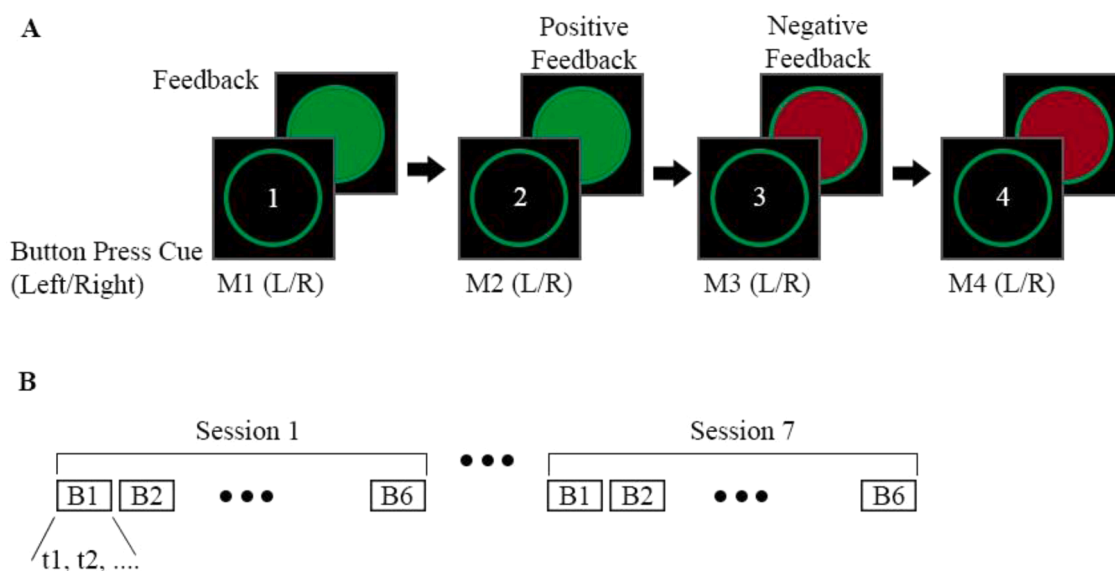 A
Positive
Feedback
Negative
Feedback
Feedback
1
2
3
4
Button Press Cue
(Left/Right)
M1 (L/R)
M2 (L/R)
M3 (L/R)
M4 (L/R)
B
Session 1
Session 7
B1
B2
B6
B1
B2
B6
t1, t2, ....